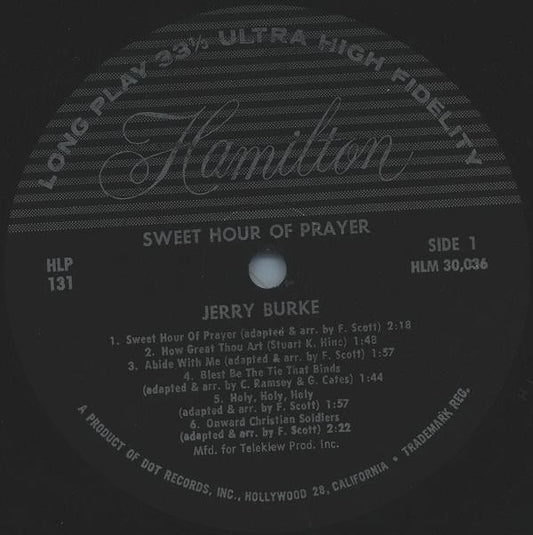 LONG PLAY 33⅓ ULTRA HIGH FIDELITY
Hamilton
SWEET HOUR OF PRAYER
HLP
131
SIDE 1
HLM 30,036
JERRY BURKE
1. Sweet Hour Of Prayer (adapted & arr. by F. Scott) 2:18
2. How Great Thou Art (Stuart K. Hine) 1:48
3. Abide With Me (adapted & arr. by F. Scott) 1:57
4. Blest Be The Tie That Binds
(adapted & arr. by C. Ramsey & G. Cates) 1:44
5. Holy, Holy, Holy
(adapted & arr. by F. Scott) 1:57
6. Onward Christian Soldiers
(adapted & arr. by F. Scott) 2:22
Mfd. for Teleklew Prod. Inc.
A PRODUCT OF DOT RECORDS, INC., HOLLYWOOD 28, CALIFORNIA • TRADEMARK REG.